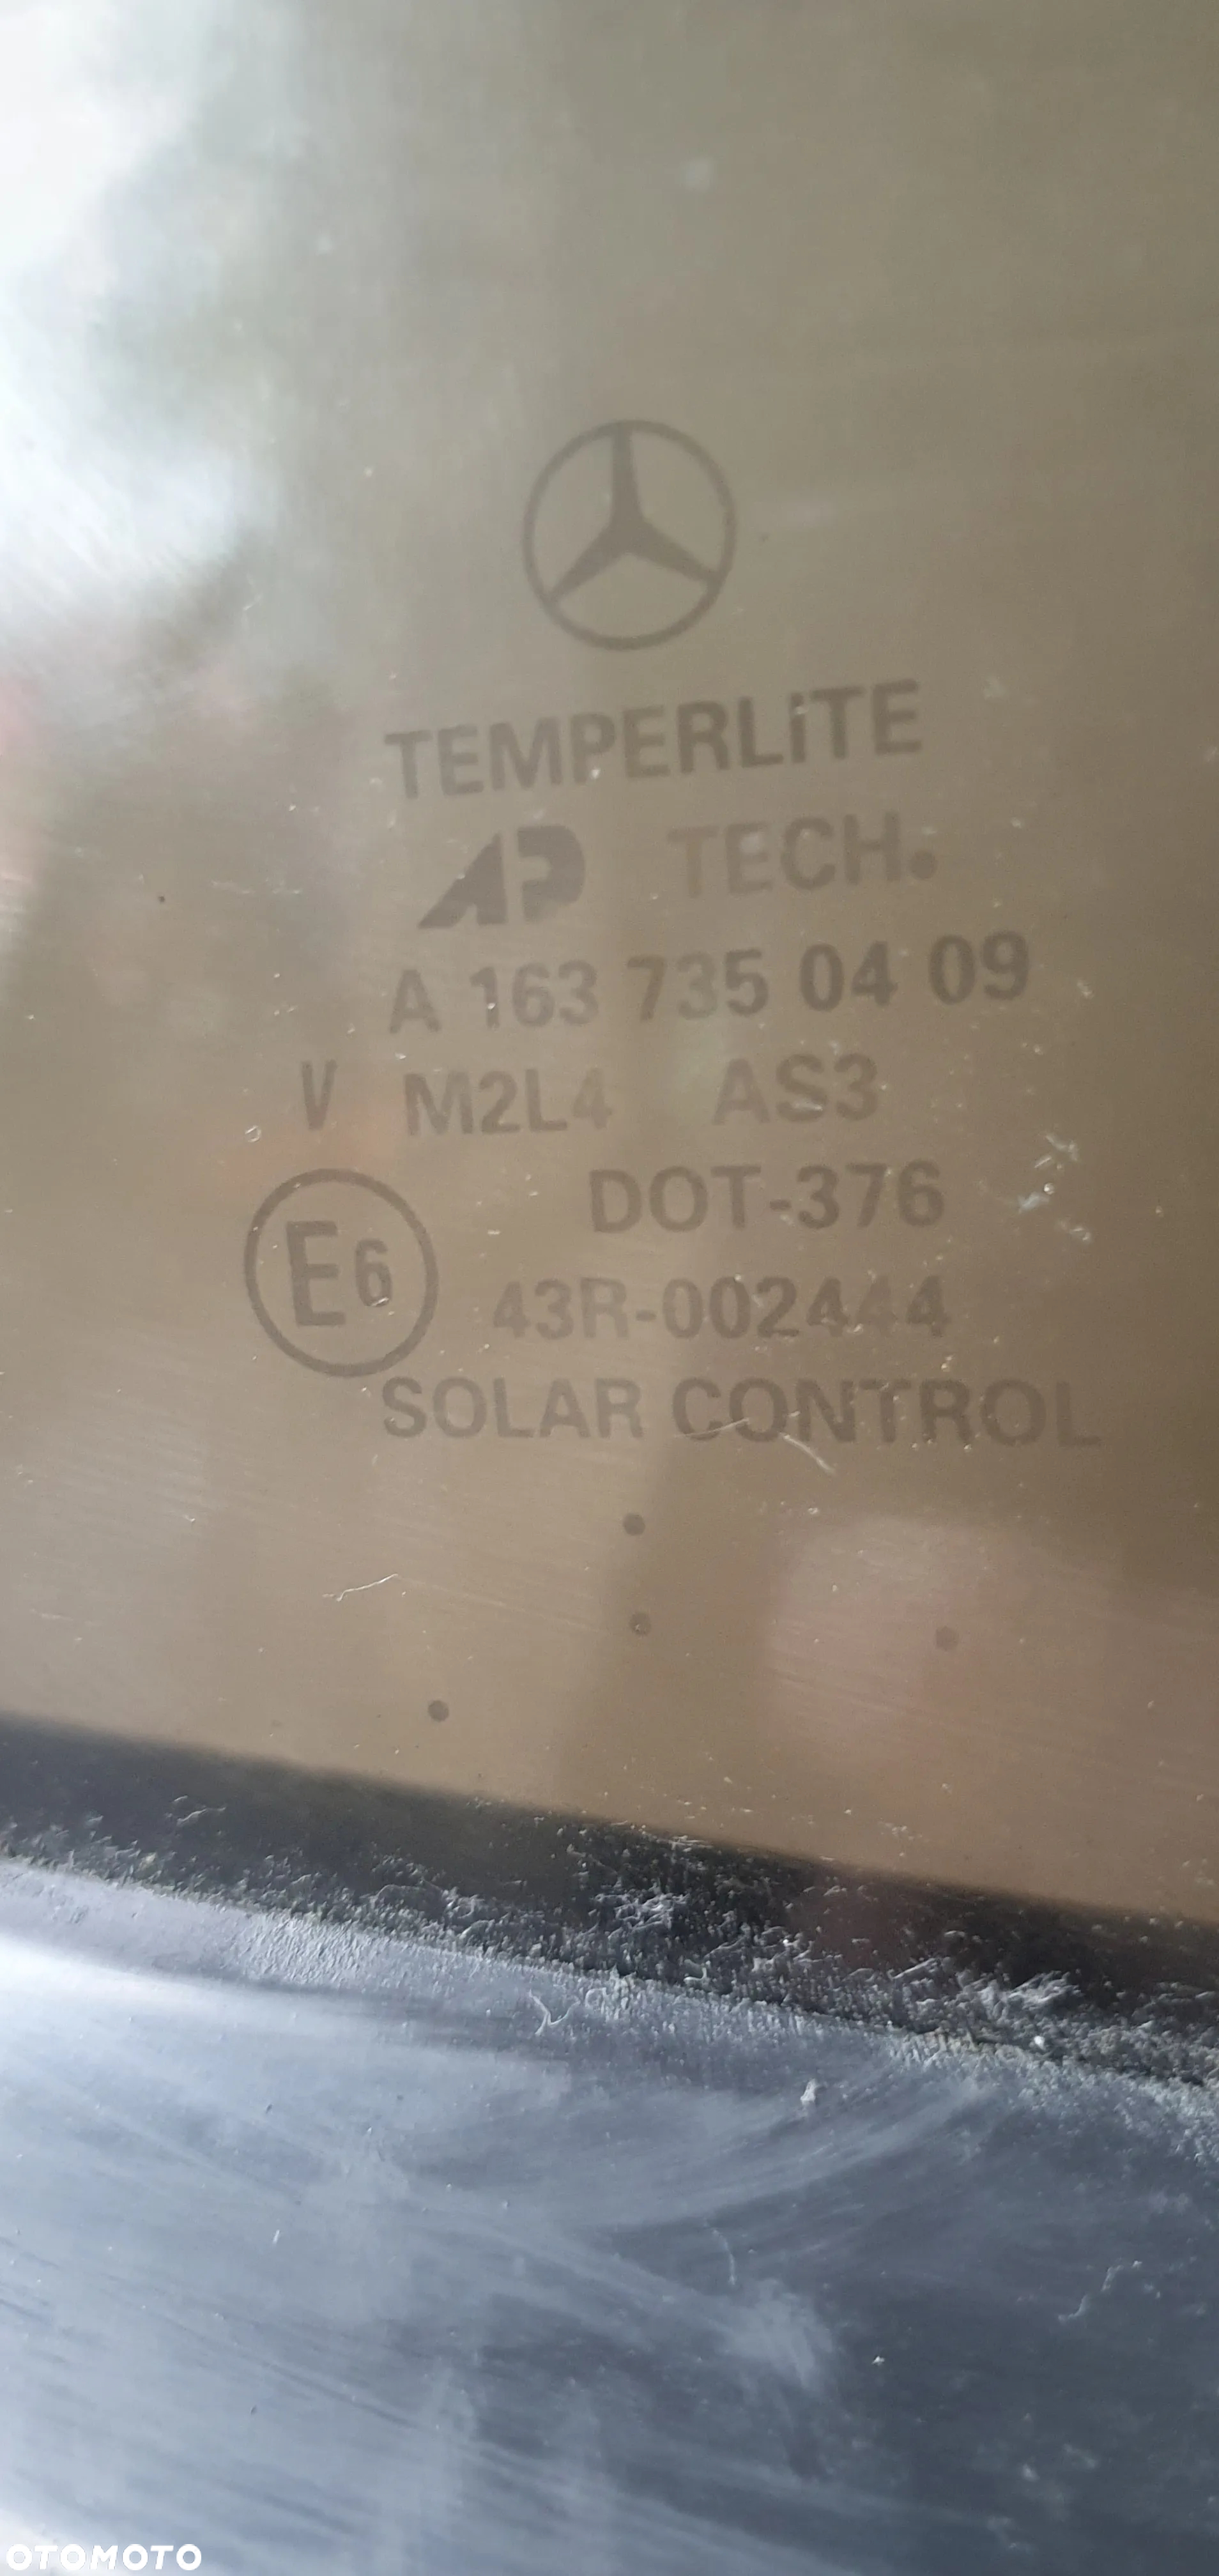 TEMPERLiTE
AP TECH.
A 163 735 04 09
V M2L4 AS3
DOT-376
E6 43R-002444
SOLAR CONTROL
OTOMOTO